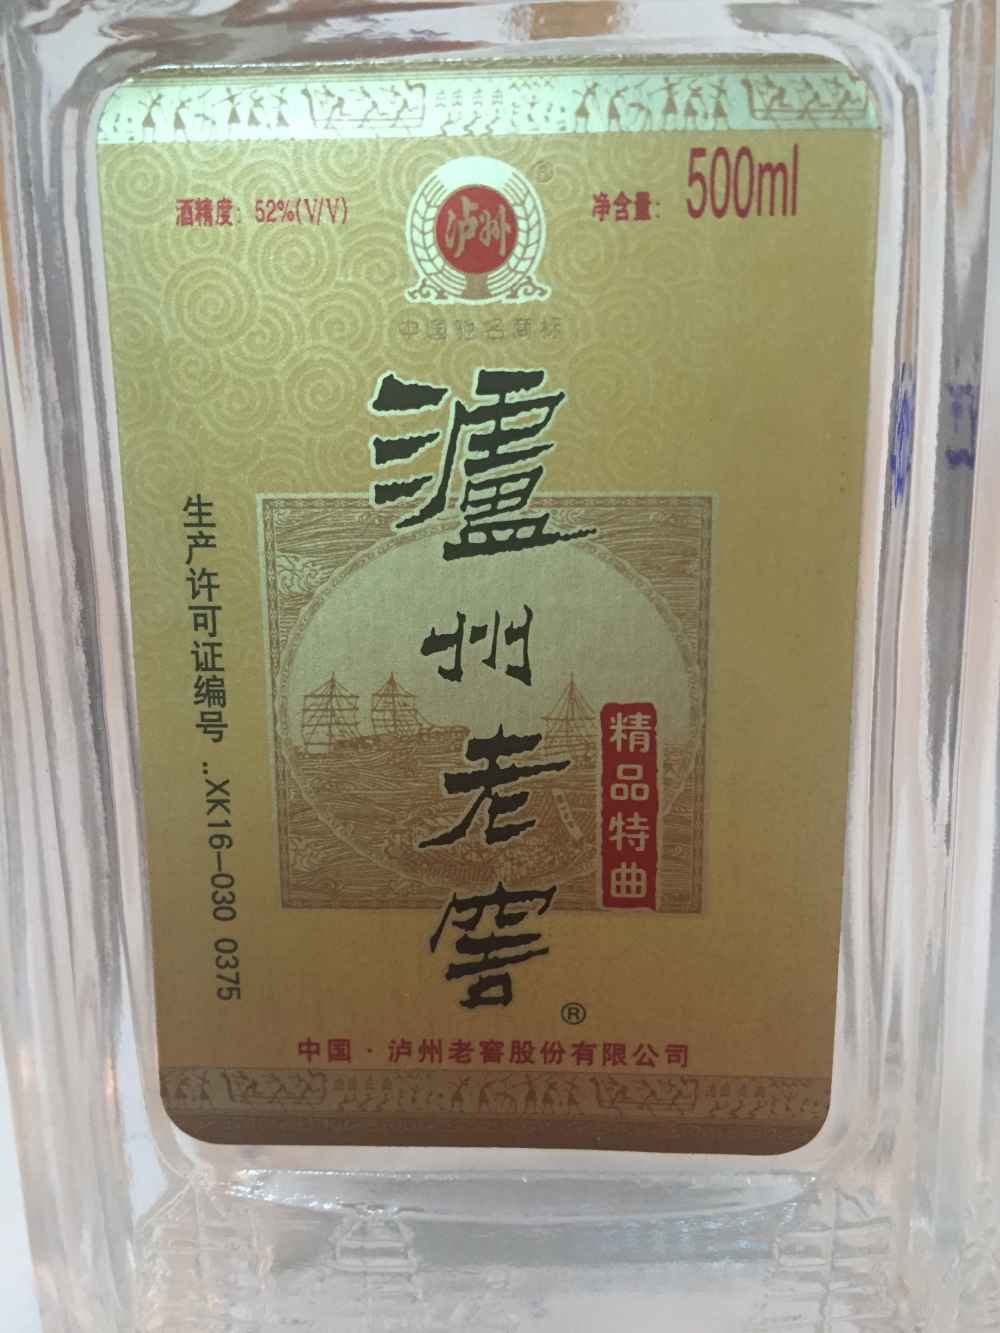 酒精度：52%(V/V)
泸州
®
净含量：500ml
中国驰名商标
瀘州老窖
®
精品特曲
生产许可证编号：XK16-030 0375
中国·泸州老窖股份有限公司